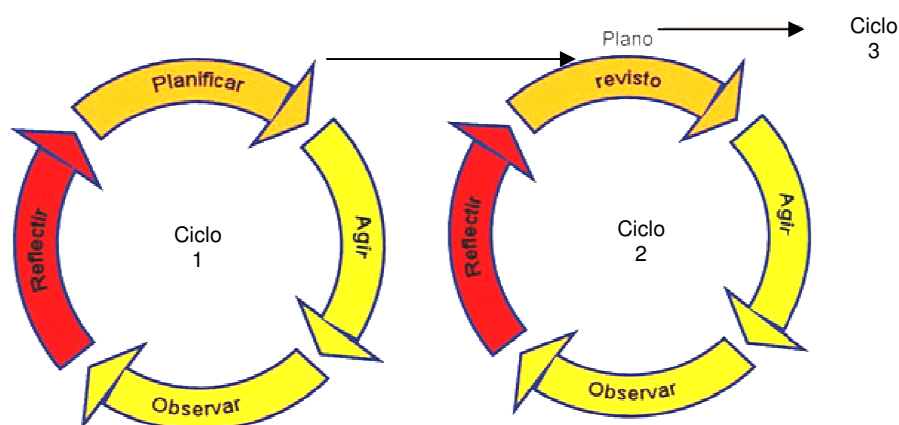 Planificar
Agir
Observar
Reflectir
Ciclo
1
Plano
revisto
Agir
Observar
Reflectir
Ciclo
2
Ciclo
3